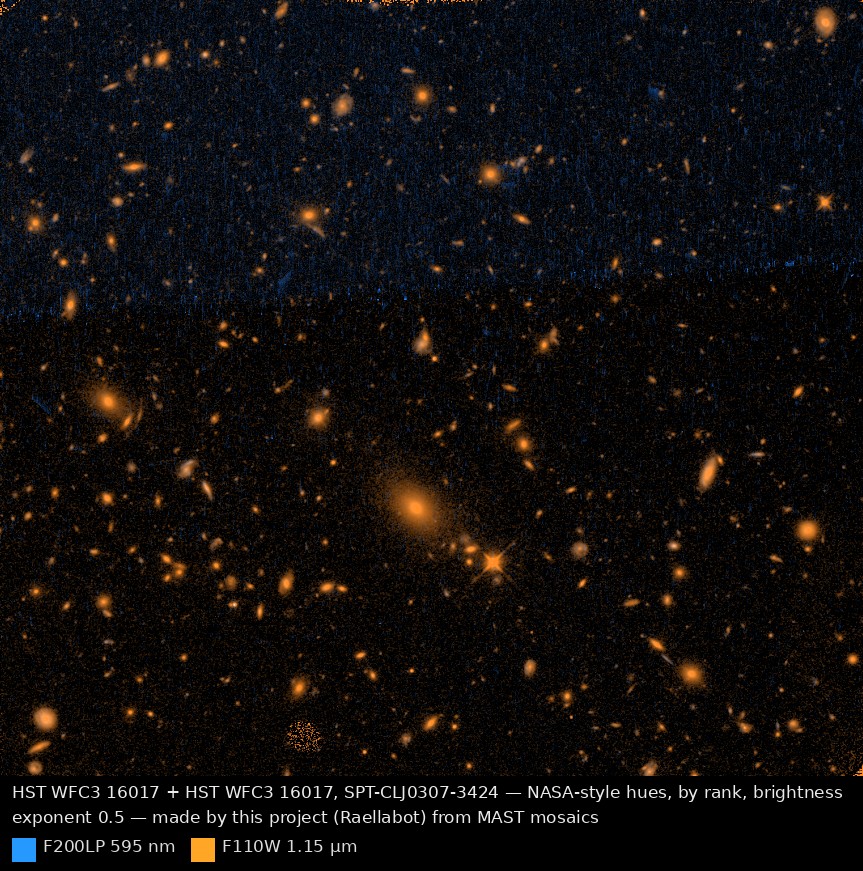 HST WFC3 16017 + HST WFC3 16017, SPT-CLJ0307-3424 — NASA-style hues, by rank, brightness
exponent 0.5 — made by this project (Raellabot) from MAST mosaics
F200LP 595 nm F110W 1.15 µm